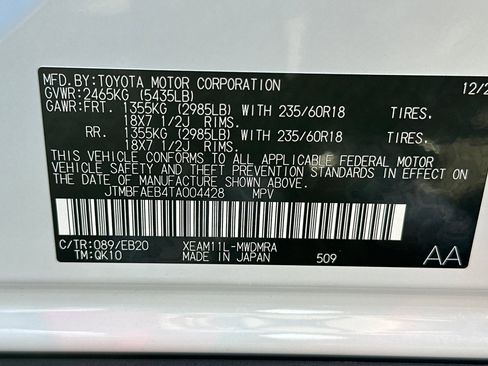 MFD.BY:TOYOTA MOTOR CORPORATION 12/2
GVWR:2465KG (5435LB)
GAWR:FRT. 1355KG (2985LB) WITH 235/60R18 TIRES.
18X7 1/2J RIMS.
RR. 1355KG (2985LB) WITH 235/60R18 TIRES.
18X7 1/2J RIMS.
THIS VEHICLE CONFORMS TO ALL APPLICABLE FEDERAL MOTOR
VEHICLE SAFETY AND THEFT PREVENTION STANDARDS IN EFFECT ON
THE DATE OF MANUFACTURE SHOWN ABOVE.
JTMBFAEB4TA004428 MPV
C/TR:089/EB20 XEAM11L-MWDMRA
TM:QK10 MADE IN JAPAN 509 AA